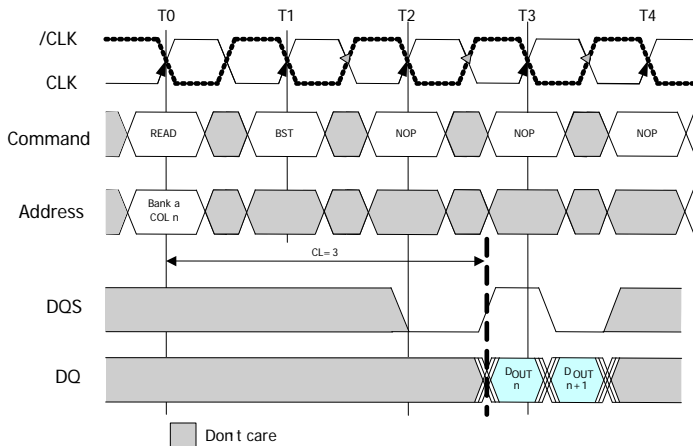 T0 T1 T2 T3 T4
/CLK
CLK
Command READ BST NOP NOP NOP
Address Bank a
COL n
CL= 3
DQS
DQ DOUT
n DOUT
n+1
Don't care